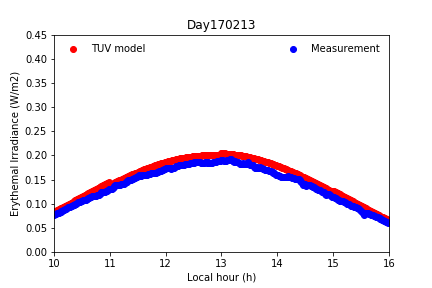 Day170213
TUV model
Measurement
Erythemal Irradiance (W/m2)
0.45
0.40
0.35
0.30
0.25
0.20
0.15
0.10
0.05
0.00
10 11 12 13 14 15 16
Local hour (h)